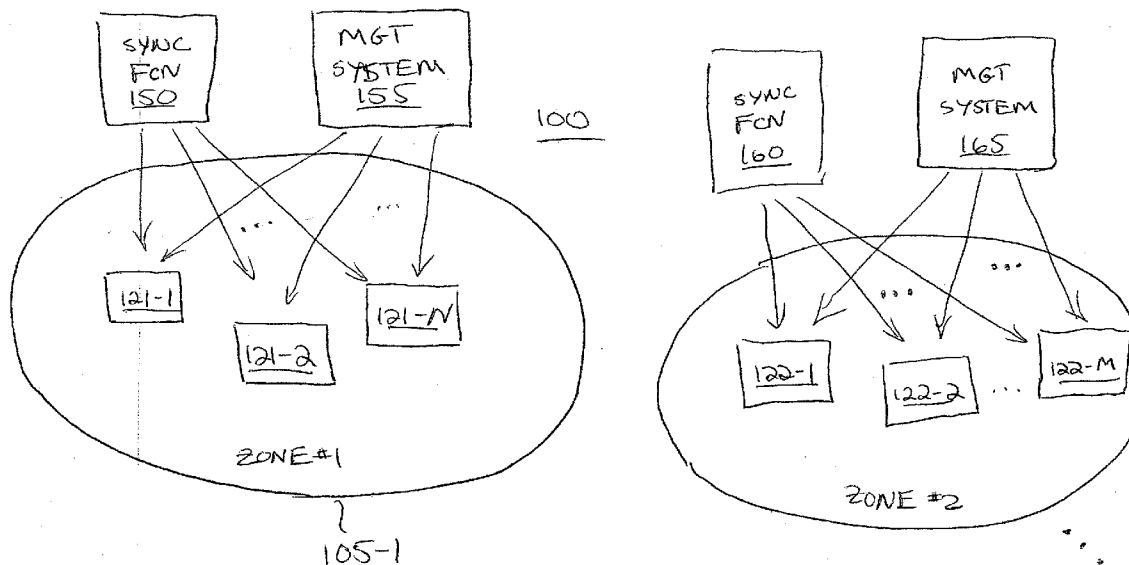 SYNC
FCN
150
MGT
SYSTEM
155
100
SYNC
FCN
160
MGT
SYSTEM
165
...
...
...
...
121-1
121-2
121-N
122-1
122-2
...
122-M
ZONE #1
ZONE #2
105-1
...